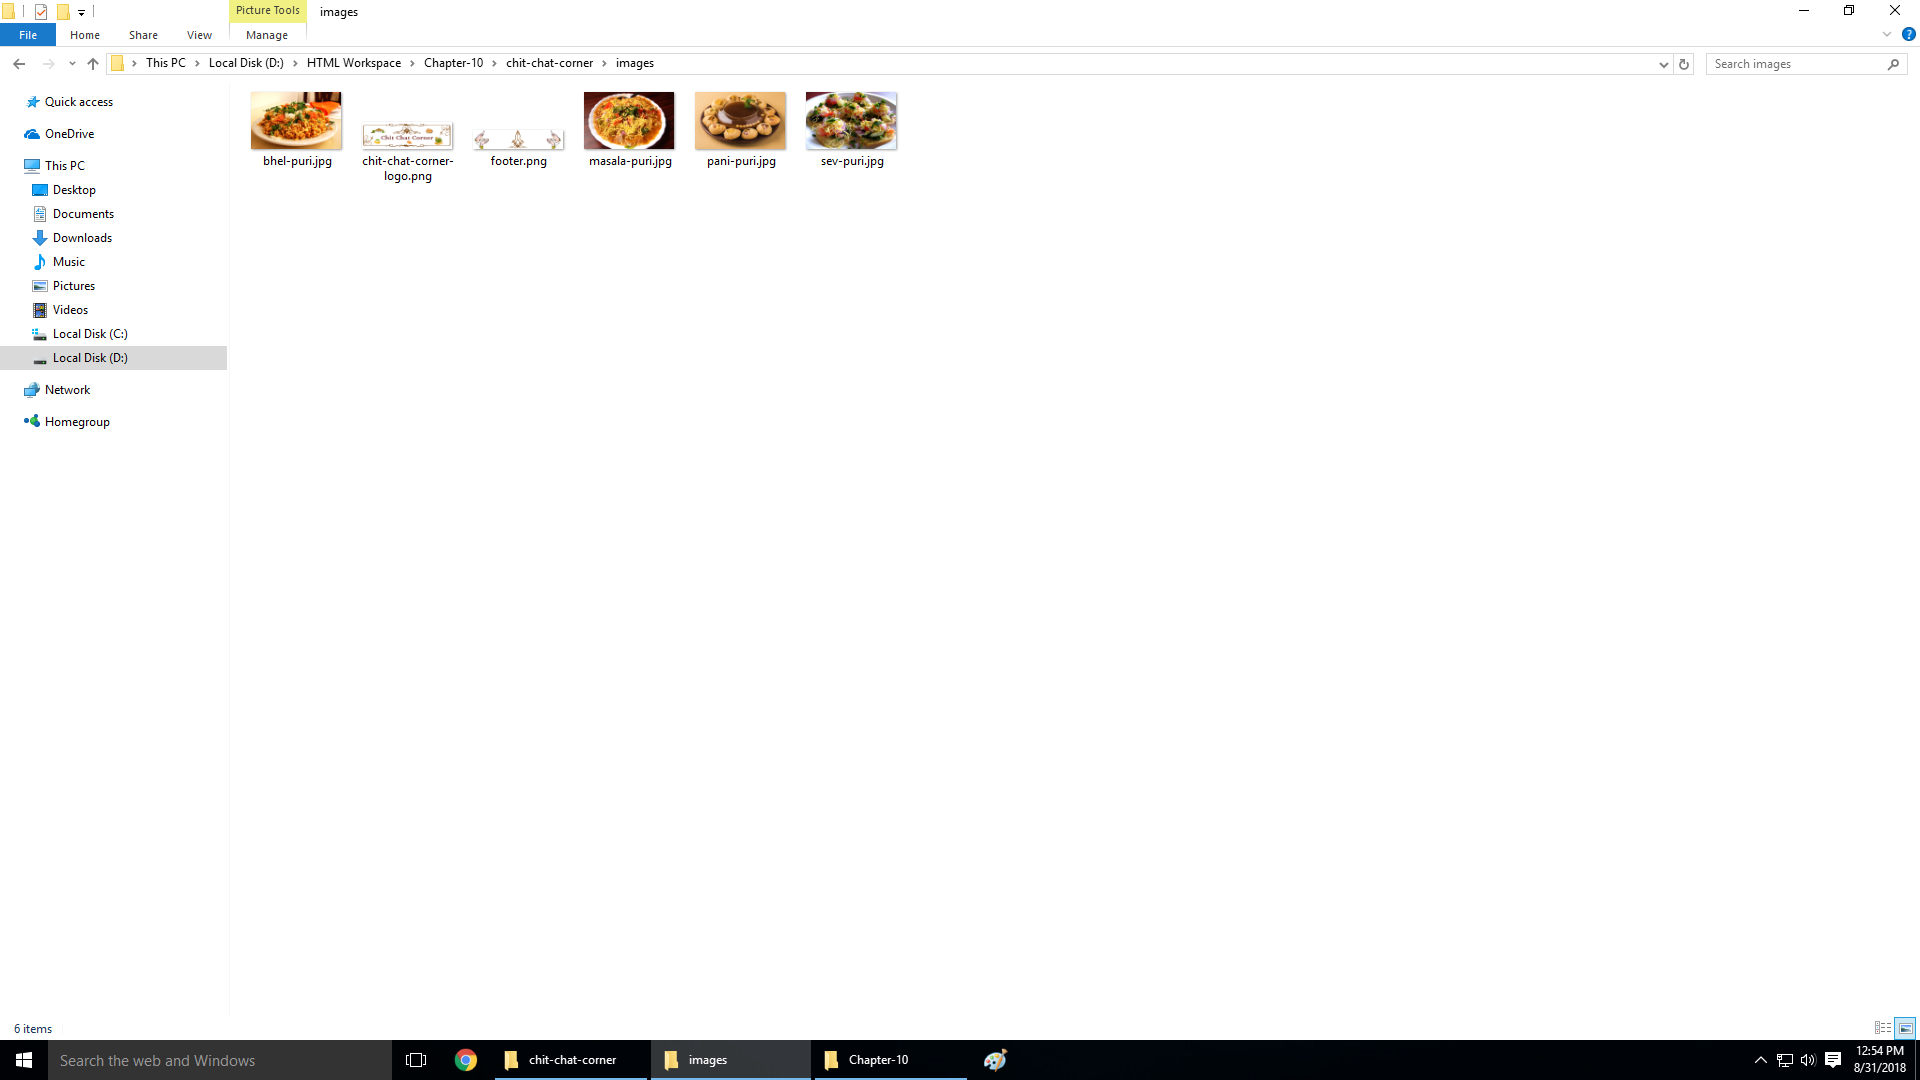 Picture Tools
images
File
Home
Share
View
Manage
This PC
Local Disk (D:)
HTML Workspace
Chapter-10
chit-chat-corner
images
Search images
Quick access
OneDrive
This PC
Desktop
Documents
Downloads
Music
Pictures
Videos
Local Disk (C:)
Local Disk (D:)
Network
Homegroup
Chit Chat Corner
bhel-puri.jpg
chit-chat-corner-
logo.png
footer.png
masala-puri.jpg
pani-puri.jpg
sev-puri.jpg
6 items
Search the web and Windows
chit-chat-corner
images
Chapter-10
12:54 PM
8/31/2018